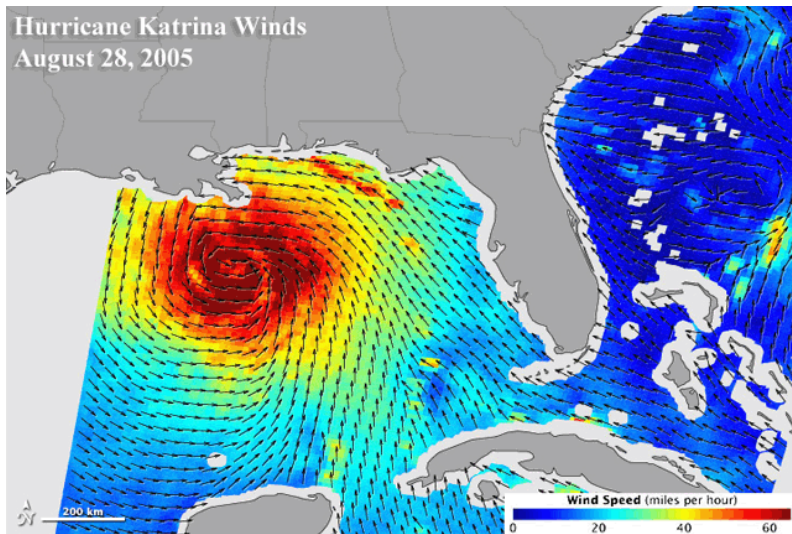 Hurricane Katrina Winds
August 28, 2005
200 km
Wind Speed (miles per hour)
0 20 40 60